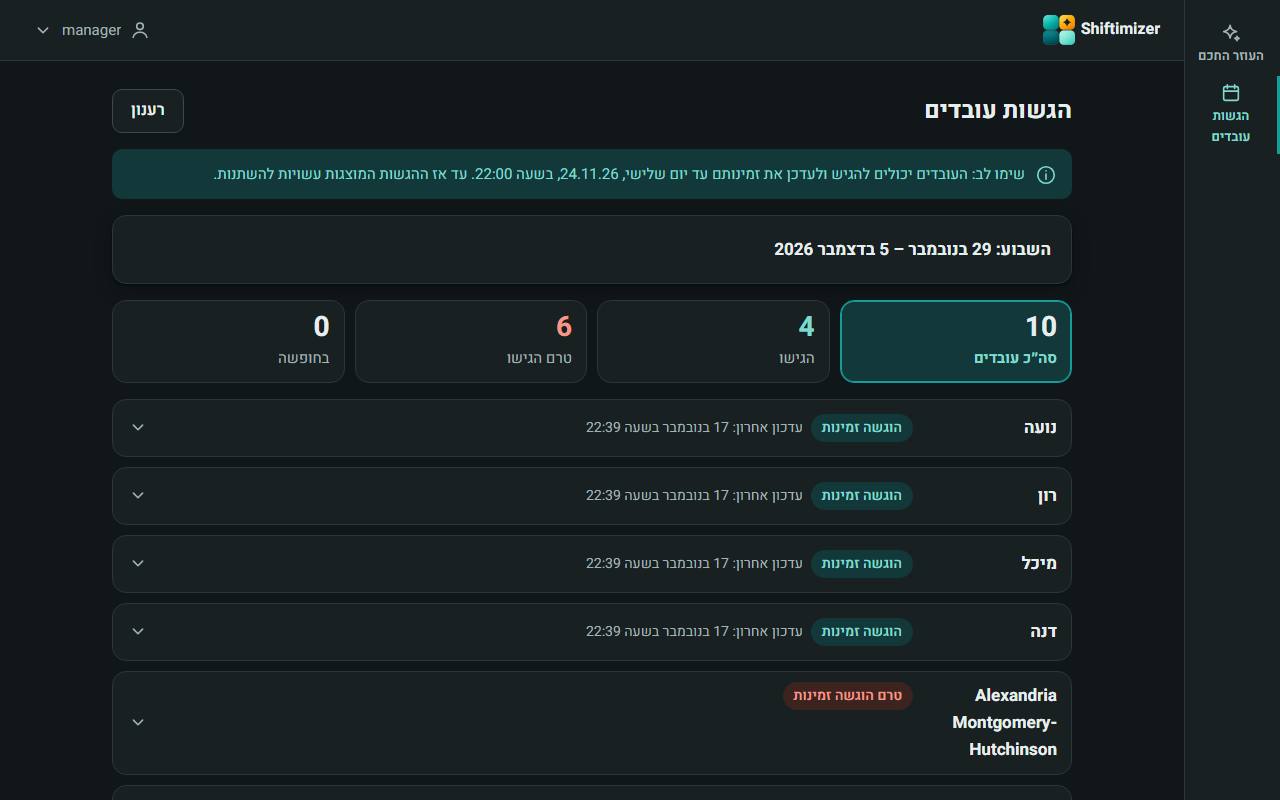 Shiftimizer
manager
העוזר החכם
הגשות
עובדים
הגשות עובדים
רענון
שימו לב: העובדים יכולים להגיש ולעדכן את זמינותם עד יום שלישי, 24.11.26, בשעה 22:00. עד אז ההגשות המוצגות עשויות להשתנות.
השבוע: 29 בנובמבר – 5 בדצמבר 2026
10
סה״כ עובדים
4
הגישו
6
טרם הגישו
0
בחופשה
נועה הוגשה זמינות עדכון אחרון: 17 בנובמבר בשעה 22:39
רון הוגשה זמינות עדכון אחרון: 17 בנובמבר בשעה 22:39
מיכל הוגשה זמינות עדכון אחרון: 17 בנובמבר בשעה 22:39
דנה הוגשה זמינות עדכון אחרון: 17 בנובמבר בשעה 22:39
Alexandria טרם הוגשה זמינות
Montgomery-
Hutchinson